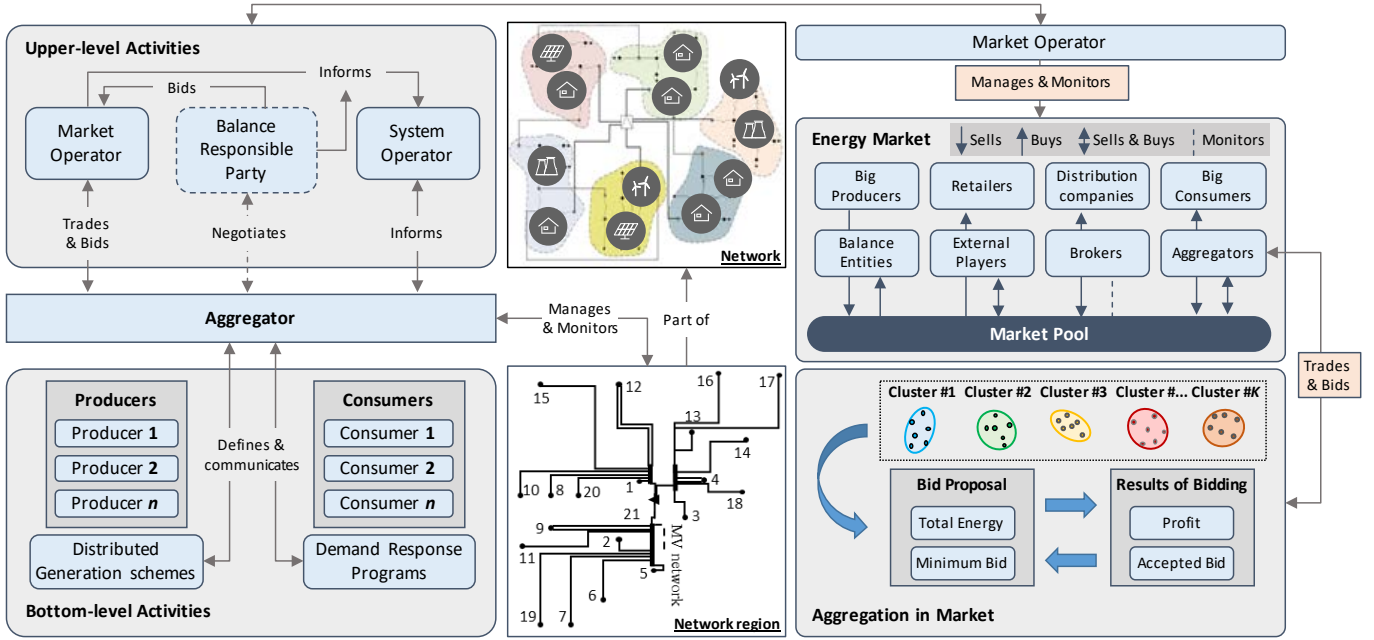 Upper-level Activities
Informs
Bids
Market
Operator
Balance
Responsible
Party
System
Operator
Trades
& Bids
Negotiates
Informs
Aggregator
Producers
Producer 1
Producer 2
Producer n
Consumers
Consumer 1
Consumer 2
Consumer n
Defines &
communicates
Distributed
Generation schemes
Demand Response
Programs
Bottom-level Activities
Network
Manages
& Monitors
Part of
15
12
16
17
13
14
10
8
20
1
4
18
3
21
9
2
11
5
6
19
7
MV network
Network region
Market Operator
Manages & Monitors
Energy Market
Sells
Buys
Sells & Buys
Monitors
Big
Producers
Retailers
Distribution
companies
Big
Consumers
Balance
Entities
External
Players
Brokers
Aggregators
Market Pool
Trades
& Bids
Cluster #1
Cluster #2
Cluster #3
Cluster #...
Cluster #K
Bid Proposal
Total Energy
Minimum Bid
Results of Bidding
Profit
Accepted Bid
Aggregation in Market